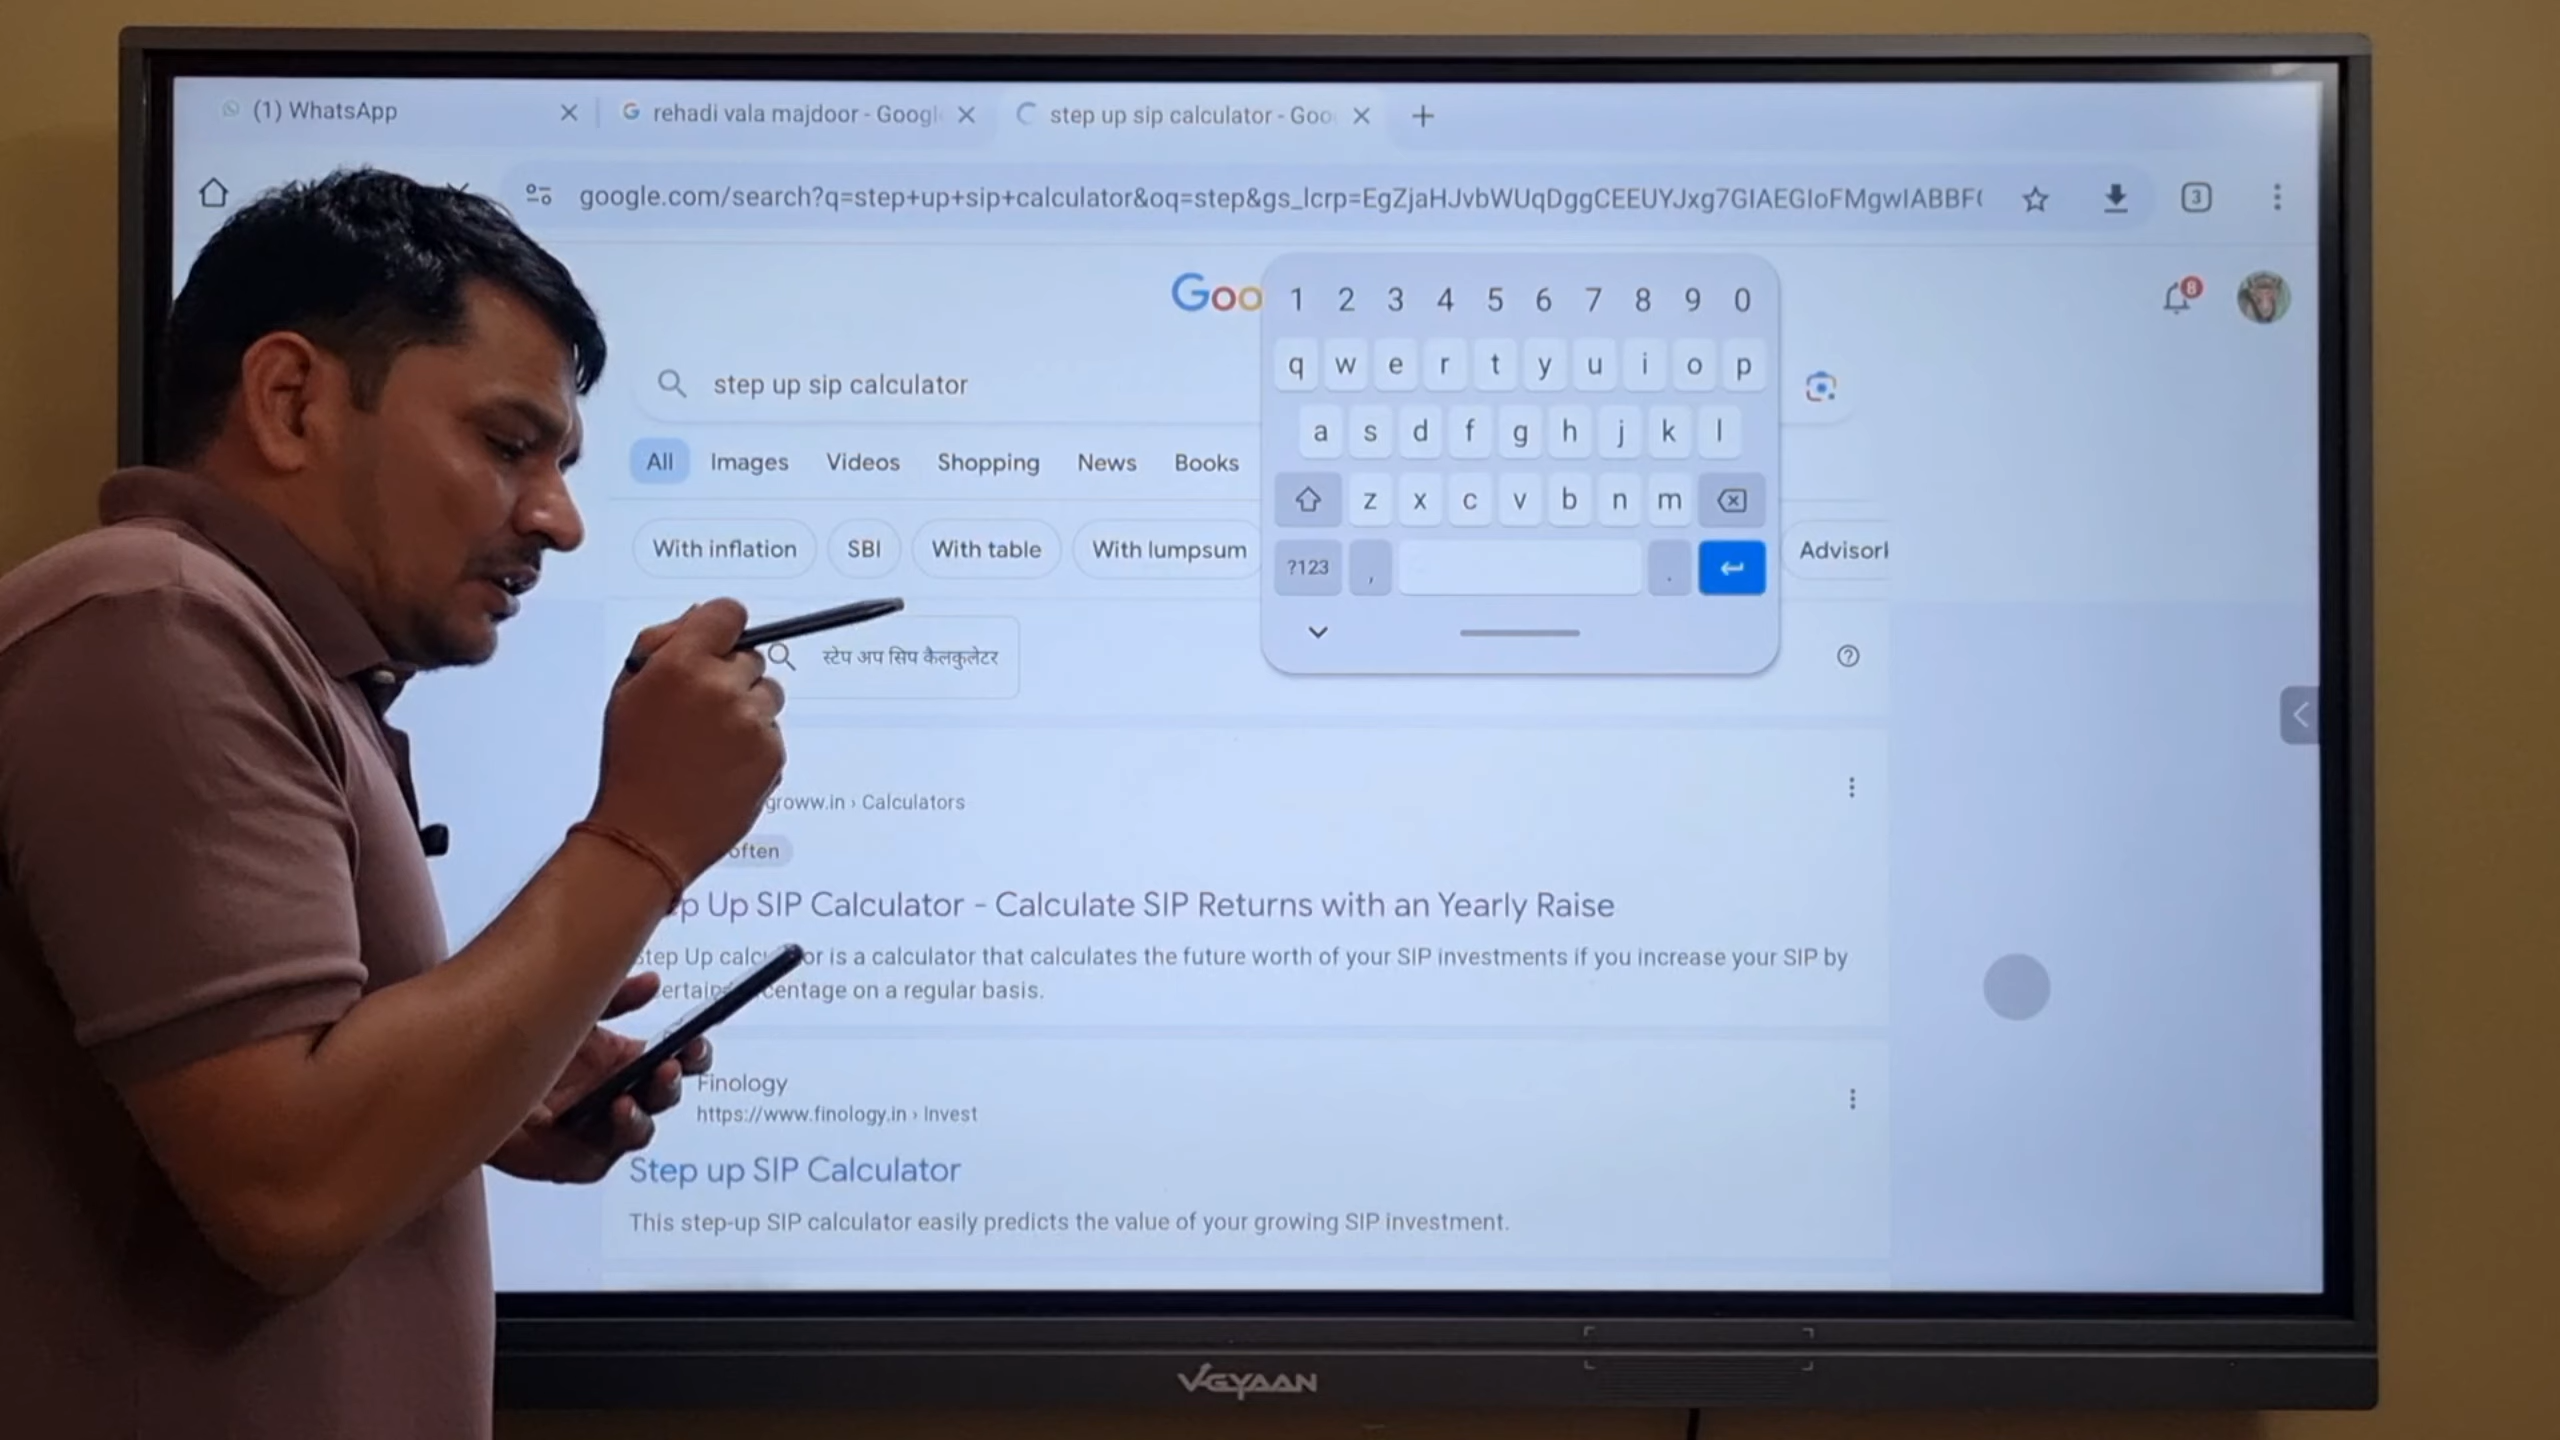 (1) WhatsApp
rehadi vala majdoor - Googl
step up sip calculator - Goo
google.com/search?q=step+up+sip+calculator&oq=step&gs_lcrp=EgZjaHJvbWUqDggCEEUYJxg7GIAEGIoFMgwIABBF
3
Goo
8
step up sip calculator
All Images Videos Shopping News Books
With inflation SBI With table With lumpsum
1 2 3 4 5 6 7 8 9 0
q w e r t y u i o p
a s d f g h j k l
z x c v b n m
?123 , .
स्टेप अप सिप कैलकुलेटर
groww.in › Calculators
often
p Up SIP Calculator - Calculate SIP Returns with an Yearly Raise
Up or is a calculator that calculates the future worth of your SIP investments if you increase your SIP by
on a regular basis.
Finology
https://www.finology.in › Invest
Step up SIP Calculator
This step-up SIP calculator easily predicts the value of your growing SIP investment.
VGYAAN